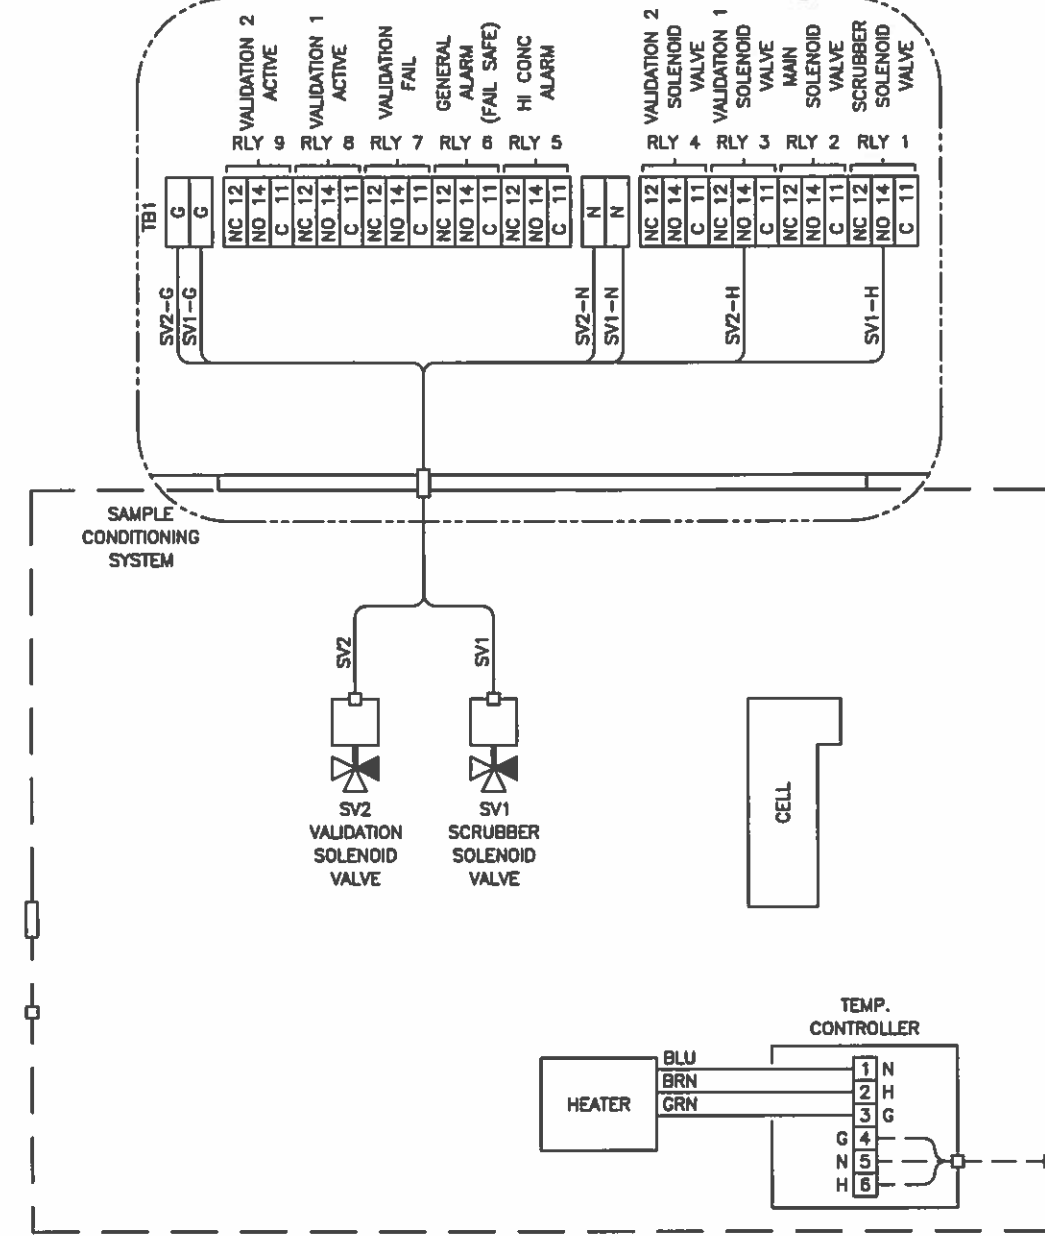 VALIDATION 2
ACTIVE
VALIDATION 1
ACTIVE
VALIDATION
FAIL
GENERAL
ALARM
(FAIL SAFE)
HI CONC
ALARM
VALIDATION 2
SOLENOID
VALVE
VALIDATION 1
SOLENOID
VALVE
MAIN
SOLENOID
VALVE
SCRUBBER
SOLENOID
VALVE
RLY 9
RLY 8
RLY 7
RLY 6
RLY 5
RLY 4
RLY 3
RLY 2
RLY 1
TB1
G
G
NC 12
NO 14
C 11
NC 12
NO 14
C 11
NC 12
NO 14
C 11
NC 12
NO 14
C 11
NC 12
NO 14
C 11
N
N
NC 12
NO 14
C 11
NC 12
NO 14
C 11
NC 12
NO 14
C 11
NC 12
NO 14
C 11
SV2-G
SV1-G
SV2-N
SV1-N
SV2-H
SV1-H
SAMPLE
CONDITIONING
SYSTEM
SV2
SV1
SV2
VALIDATION
SOLENOID
VALVE
SV1
SCRUBBER
SOLENOID
VALVE
CELL
TEMP.
CONTROLLER
HEATER
BLU
BRN
GRN
1 N
2 H
3 G
G 4
N 5
H 6